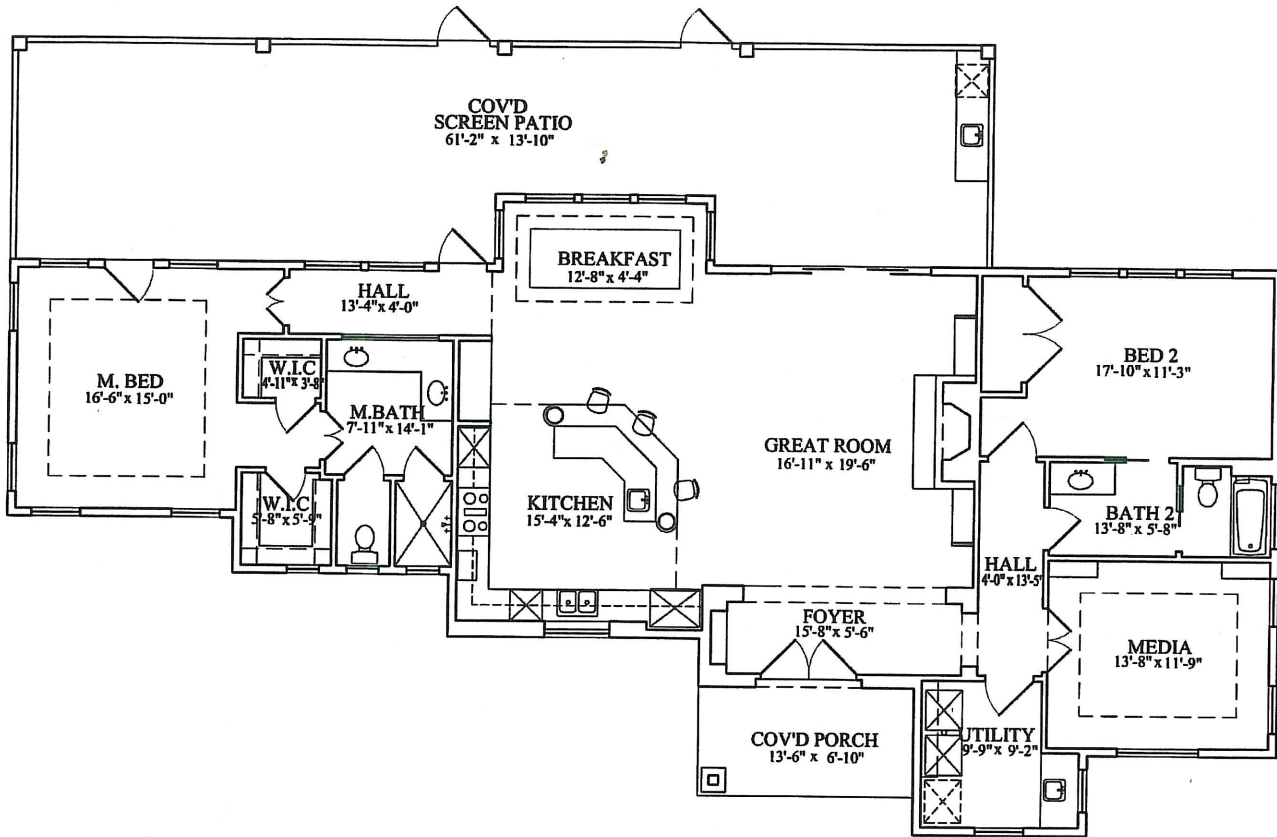 COV'D
SCREEN PATIO
61'-2" x 13'-10"
BREAKFAST
12'-8" x 4'-4"
HALL
13'-4" x 4'-0"
W.I.C
4'-11" x 3'-8"
M. BED
16'-6" x 15'-0"
M.BATH
7'-11" x 14'-1"
W.I.C
5'-8" x 5'-9"
KITCHEN
15'-4" x 12'-6"
GREAT ROOM
16'-11" x 19'-6"
BED 2
17'-10" x 11'-3"
BATH 2
13'-8" x 5'-8"
HALL
4'-0" x 13'-5"
FOYER
15'-8" x 5'-6"
MEDIA
13'-8" x 11'-9"
COV'D PORCH
13'-6" x 6'-10"
UTILITY
9'-9" x 9'-2"